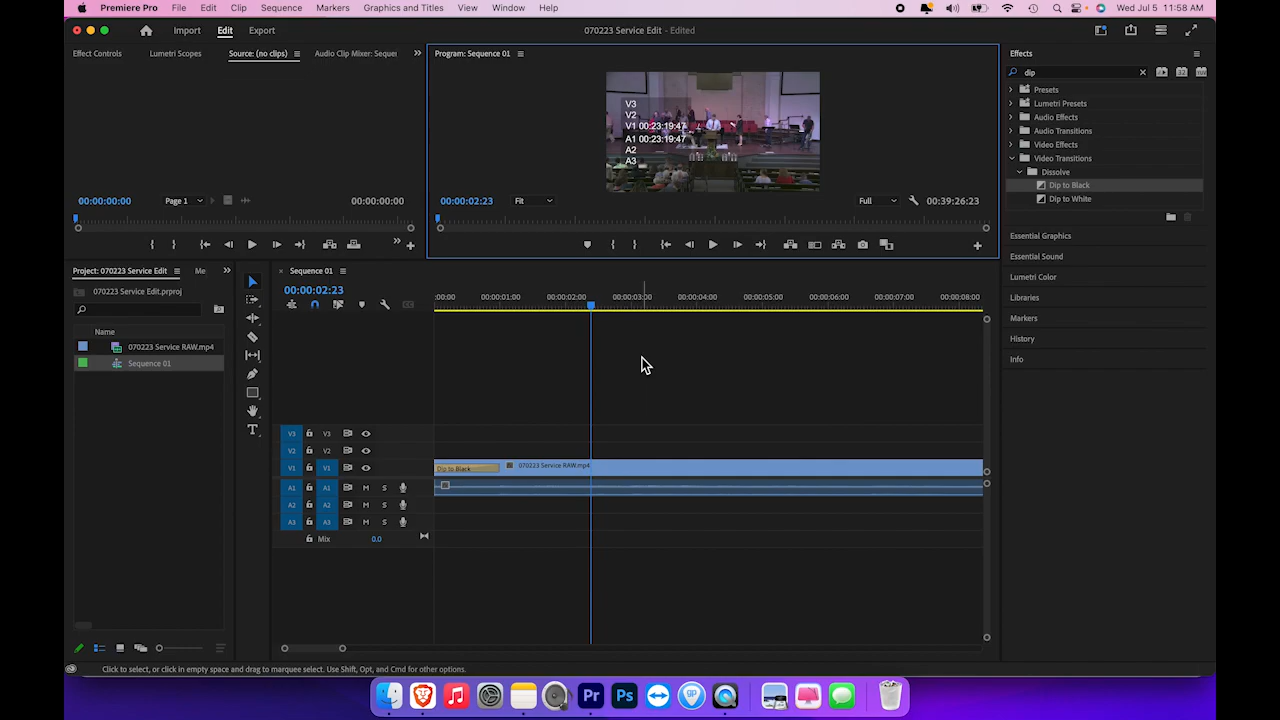 Premiere Pro File Edit Clip Sequence Markers Graphics and Titles View Window Help Wed Jul 5 11:58 AM
Import Edit Export 070223 Service Edit - Edited
Effect Controls Lumetri Scopes Source: (no clips) Audio Clip Mixer: Sequen
Program: Sequence 01
Effects
dip
Presets
Lumetri Presets
Audio Effects
Audio Transitions
Video Effects
Video Transitions
Dissolve
Dip to Black
Dip to White
Essential Graphics
Essential Sound
Lumetri Color
Libraries
Markers
History
Info
V3
V2
V1 00:23:19:47
A1 00:23:19:47
A2
A3
00:00:00:00 Page 1 00:00:00:00
00:00:02:23 Fit Full 00:39:26:23
Project: 070223 Service Edit Me
070223 Service Edit.prproj
Name
070223 Service RAW.mp4
Sequence 01
Sequence 01
00:00:02:23
:00:00 00:00:01:00 00:00:02:00 00:00:03:00 00:00:04:00 00:00:05:00 00:00:06:00 00:00:07:00 00:00:08:00
V3 V3
V2 V2
V1 V1 Dip to Black 070223 Service RAW.mp4
A1 A1 M S
A2 A2 M S
A3 A3 M S
Mix 0.0
Click to select, or click in empty space and drag to marquee select. Use Shift, Opt, and Cmd for other options.
Pr Ps gp